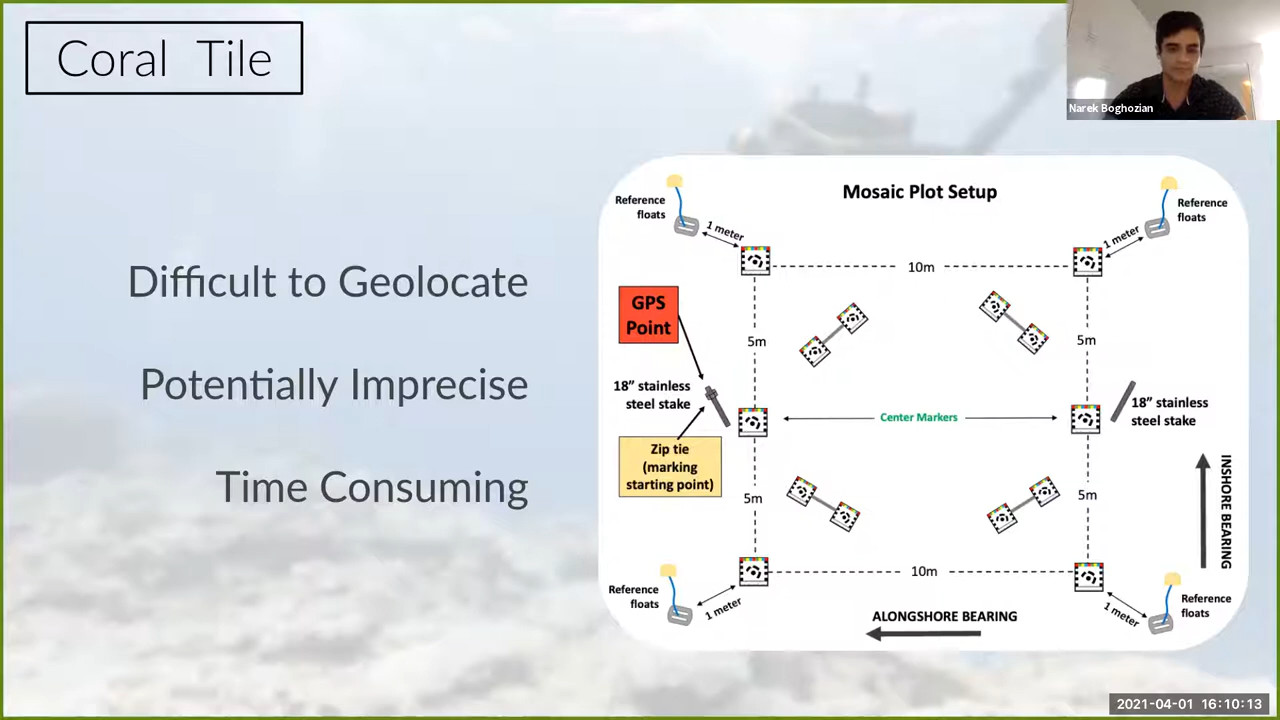 Coral Tile
Narek Boghozian
Difficult to Geolocate
Potentially Imprecise
Time Consuming
Mosaic Plot Setup
Reference
floats
1 meter
10m
1 meter
Reference
floats
GPS
Point
5m
5m
18” stainless
steel stake
Center Markers
18” stainless
steel stake
Zip tie
(marking
starting point)
5m
5m
INSHORE BEARING
Reference
floats
1 meter
10m
1 meter
Reference
floats
ALONGSHORE BEARING
2021-04-01 16:10:13